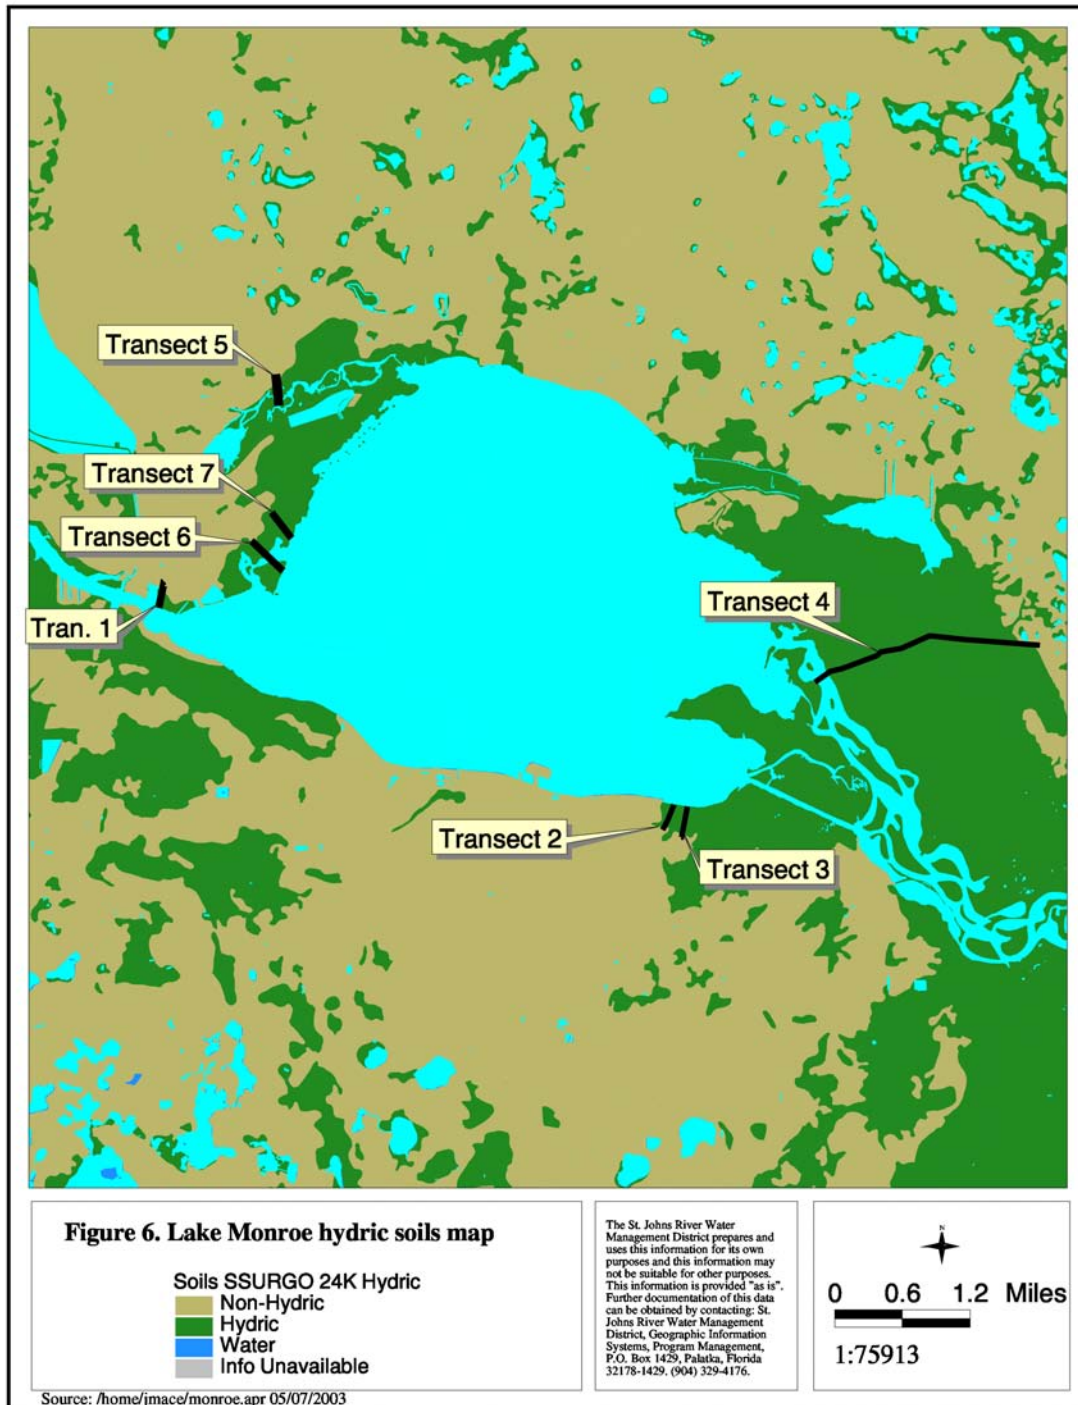 Transect 5
Transect 7
Transect 6
Tran. 1
Transect 4
Transect 2
Transect 3
Figure 6. Lake Monroe hydric soils map
Soils SSURGO 24K Hydric
Non-Hydric
Hydric
Water
Info Unavailable
The St. Johns River Water
Management District prepares and
uses this information for its own
purposes and this information may
not be suitable for other purposes.
This information is provided "as is".
Further documentation of this data
can be obtained by contacting: St.
Johns River Water Management
District, Geographic Information
Systems, Program Management,
P.O. Box 1429, Palatka, Florida
32178-1429. (904) 329-4176.
N
0 0.6 1.2 Miles
1:75913
Source: /home/jmace/monroe.apr 05/07/2003